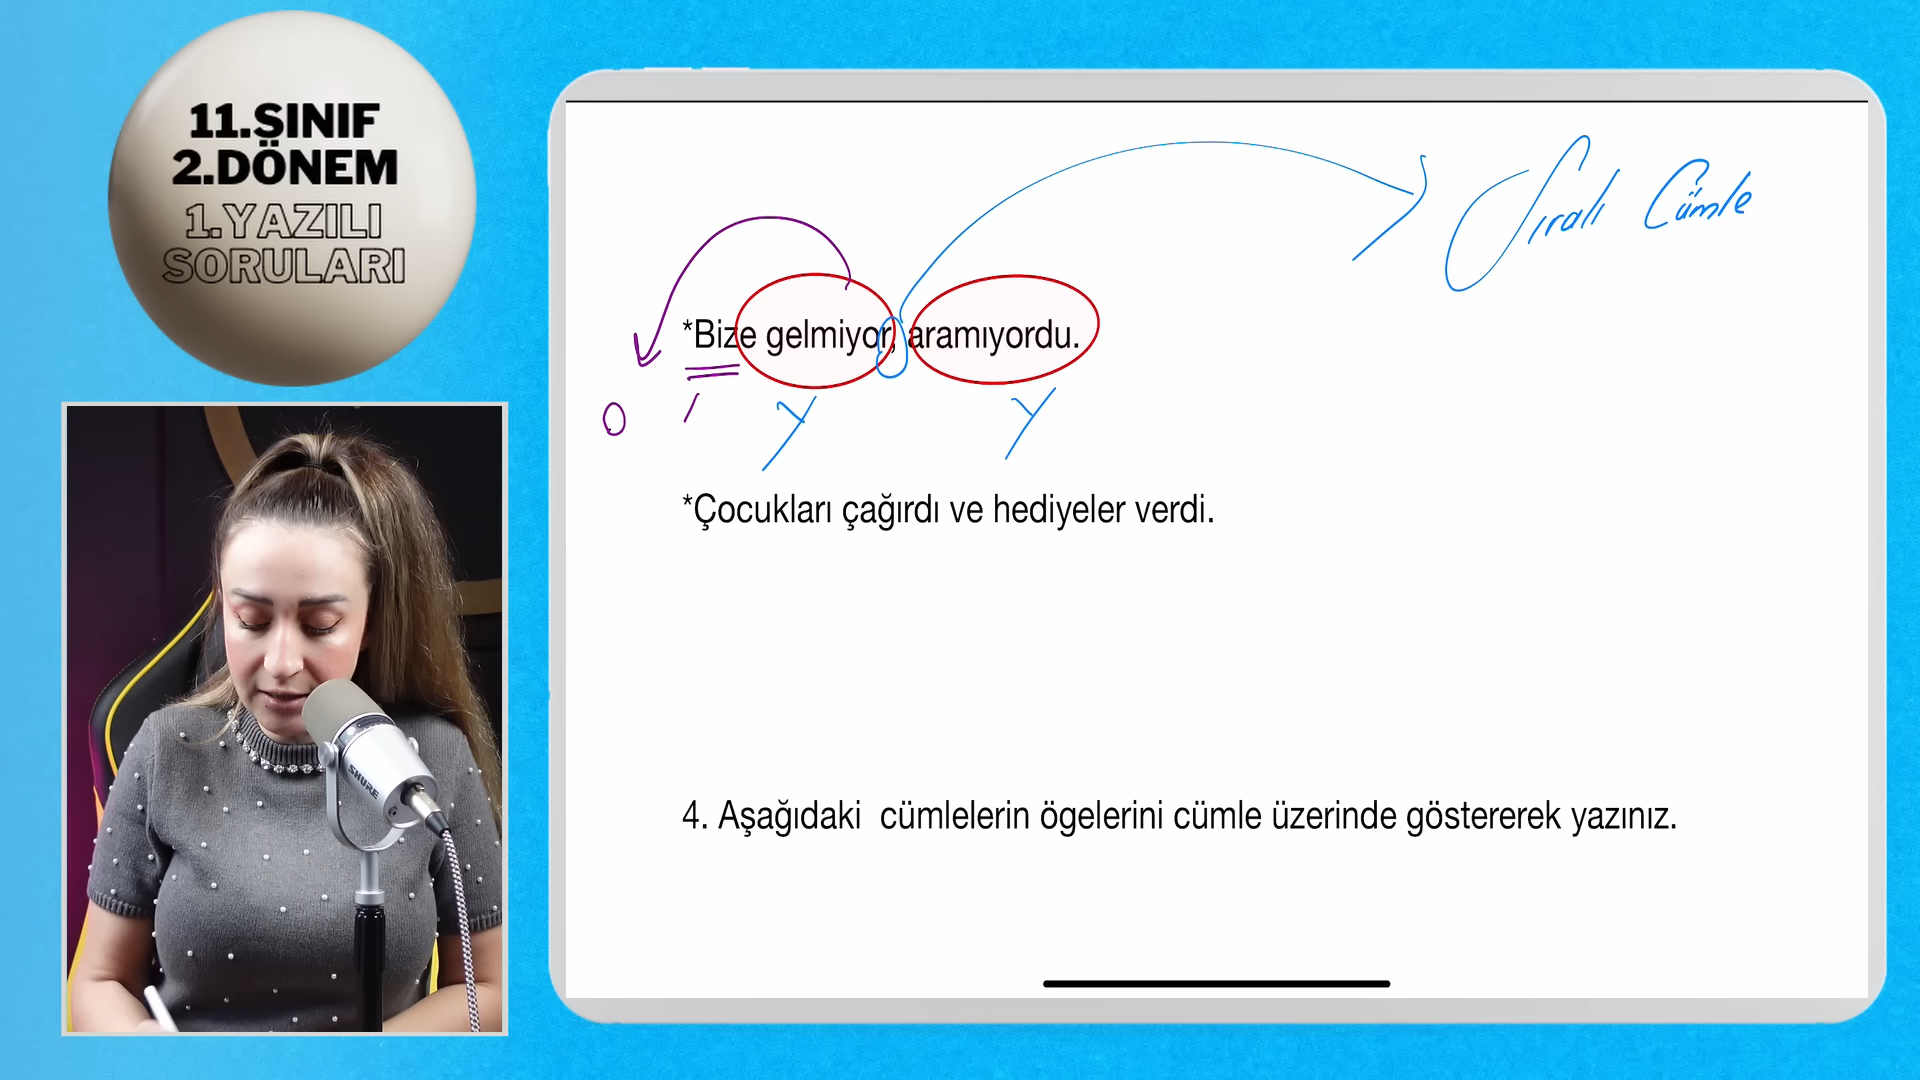 11.SINIF
2.DÖNEM
1.YAZILI
SORULARI
Sıralı Cümle
*Bize gelmiyor, aramıyordu.
O
Y Y
*Çocukları çağırdı ve hediyeler verdi.
SHURE
4. Aşağıdaki cümlelerin ögelerini cümle üzerinde göstererek yazınız.